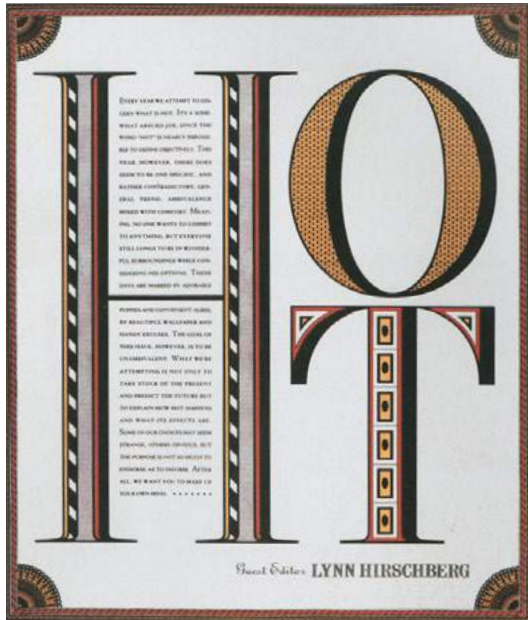 HOT
EVERY YEAR WE ATTEMPT TO DIS-
CERN WHAT IS HOT. IT'S A SOME-
WHAT ABSURD JOB, SINCE THE
WORD "HOT" IS NEARLY IMPOSSI-
BLE TO DEFINE OBJECTIVELY. THIS
YEAR, HOWEVER, THERE DOES
SEEM TO BE ONE SPECIFIC, AND
RATHER CONTRADICTORY, GEN-
ERAL TREND: AMBIVALENCE
MIXED WITH COMFORT. MEAN-
ING, NO ONE WANTS TO COMMIT
TO ANYTHING, BUT EVERYONE
STILL LONGS TO BE IN WONDER-
FUL SURROUNDINGS WHILE CON-
SIDERING HIS OPTIONS. THESE
DAYS ARE MARKED BY ADORABLE
PUPPIES AND CONVENIENT ALIBIS,
BY BEAUTIFUL WALLPAPER AND
HANDY EXCUSES. THE GOAL OF
THIS ISSUE, HOWEVER, IS TO BE
UNAMBIVALENT. WHAT WE'RE
ATTEMPTING IS NOT ONLY TO
TAKE STOCK OF THE PRESENT
AND PREDICT THE FUTURE BUT
TO EXPLAIN HOW HOT HAPPENS
AND WHAT ITS EFFECTS ARE.
SOME OF OUR CHOICES MAY SEEM
STRANGE, OTHERS OBVIOUS, BUT
THE PURPOSE IS NOT SO MUCH TO
ENDORSE AS TO INFORM. AFTER
ALL, WE WANT YOU TO MAKE UP
YOUR OWN MIND.
Guest Editor LYNN HIRSCHBERG